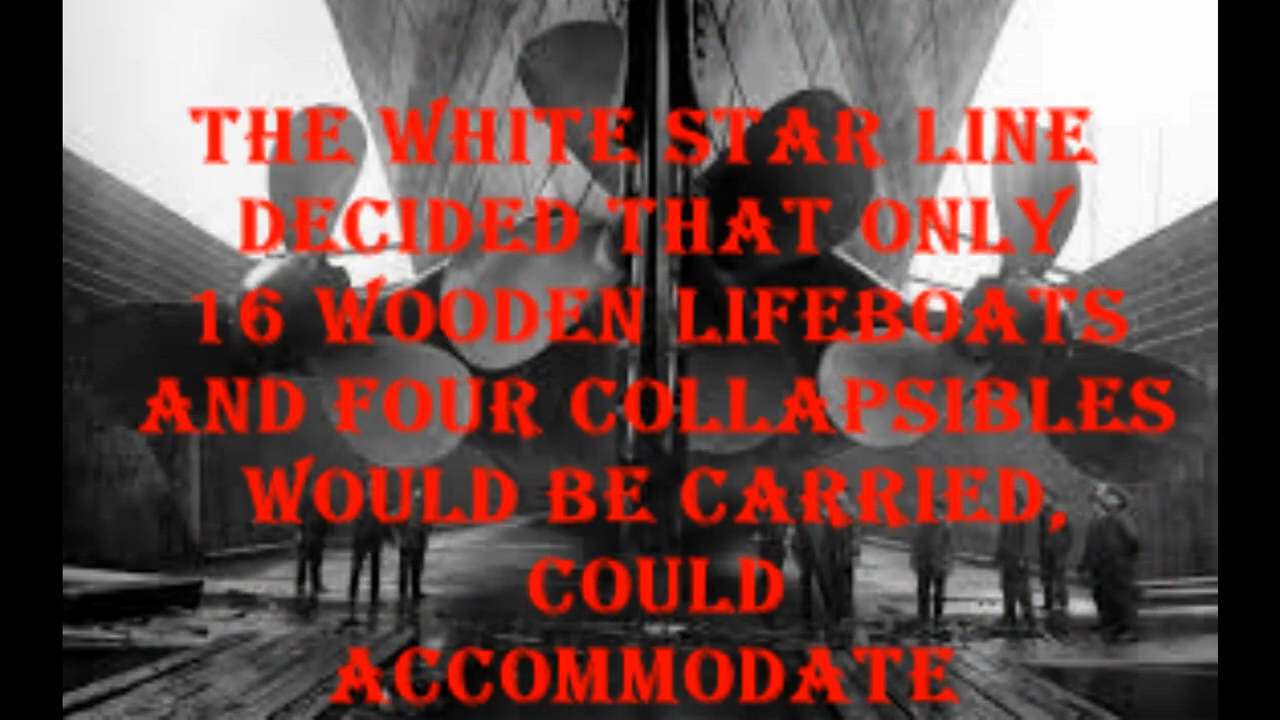 THE WHITE STAR LINE
DECIDED THAT ONLY
16 WOODEN LIFEBOATS
AND FOUR COLLAPSIBLES
WOULD BE CARRIED,
COULD
ACCOMMODATE